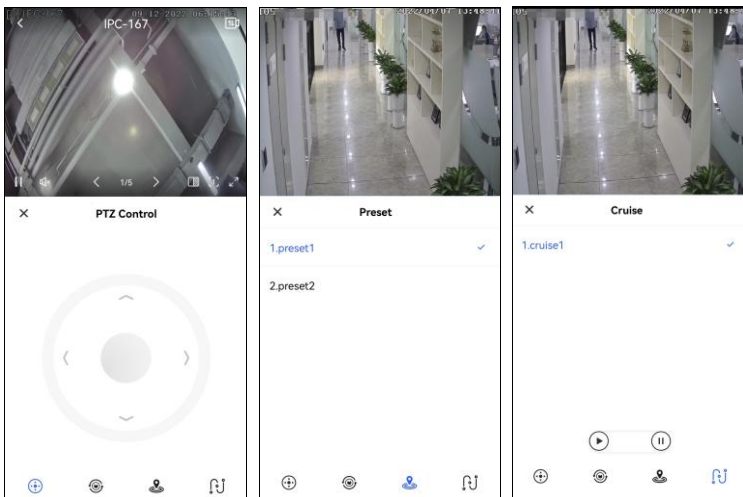 IPC-167
1/5
PTZ Control
Preset
1.preset1
2.preset2
Cruise
1.cruise1